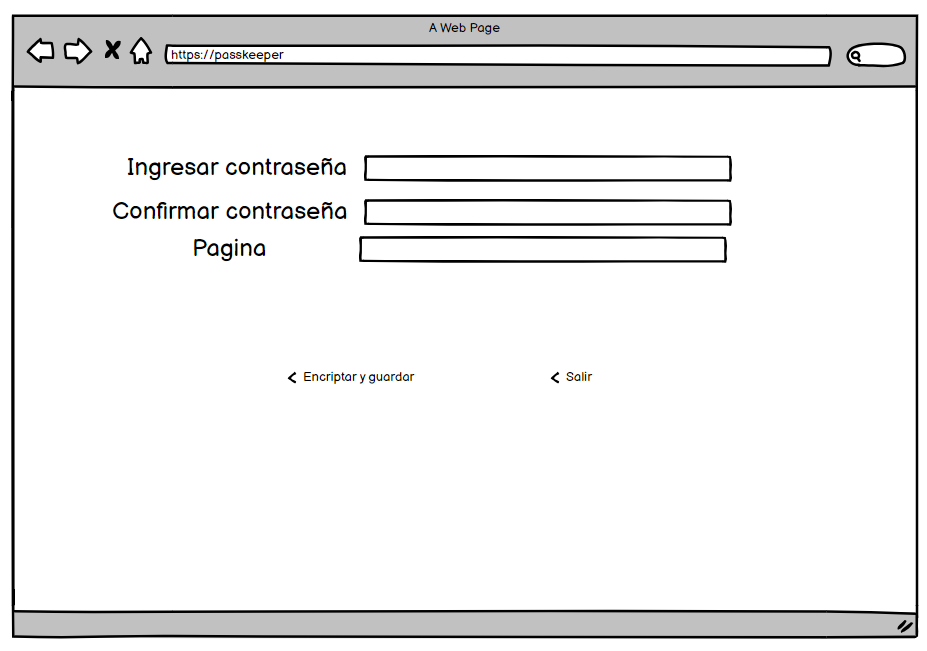 A Web Page
https://passkeeper
Ingresar contraseña
Confirmar contraseña
Pagina
Encriptar y guardar
Salir